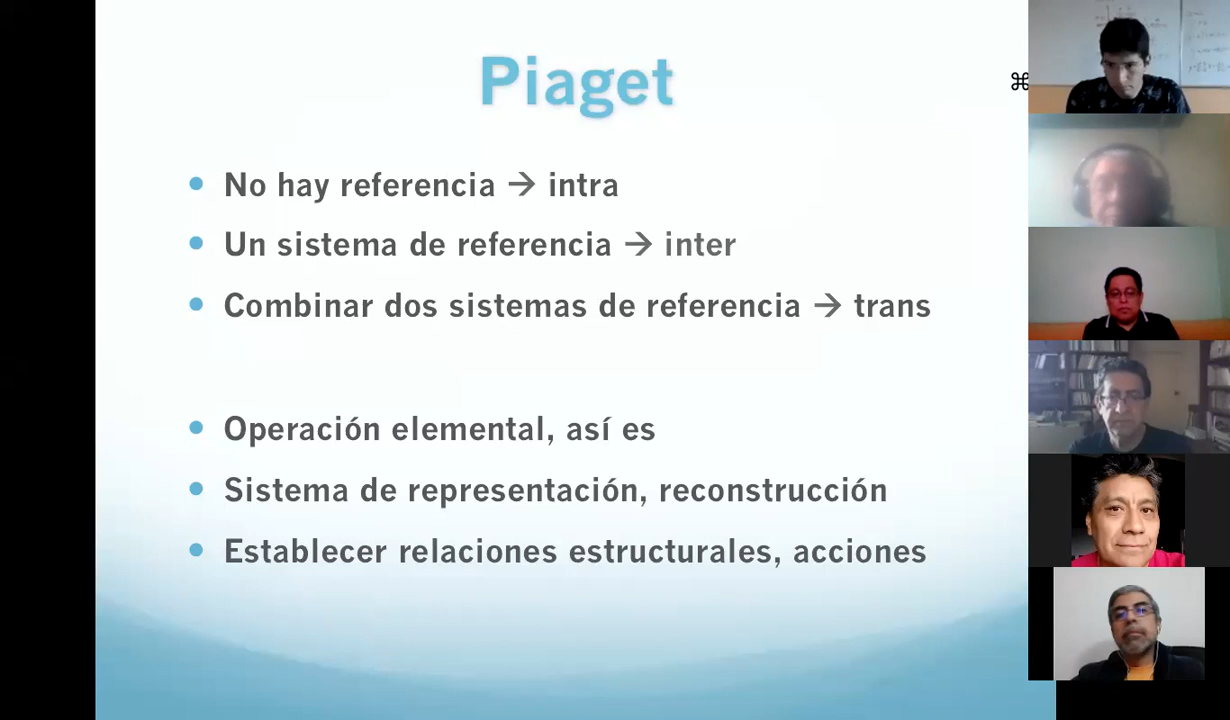 Piaget
No hay referencia → intra
Un sistema de referencia → inter
Combinar dos sistemas de referencia → trans
Operación elemental, así es
Sistema de representación, reconstrucción
Establecer relaciones estructurales, acciones
⌘